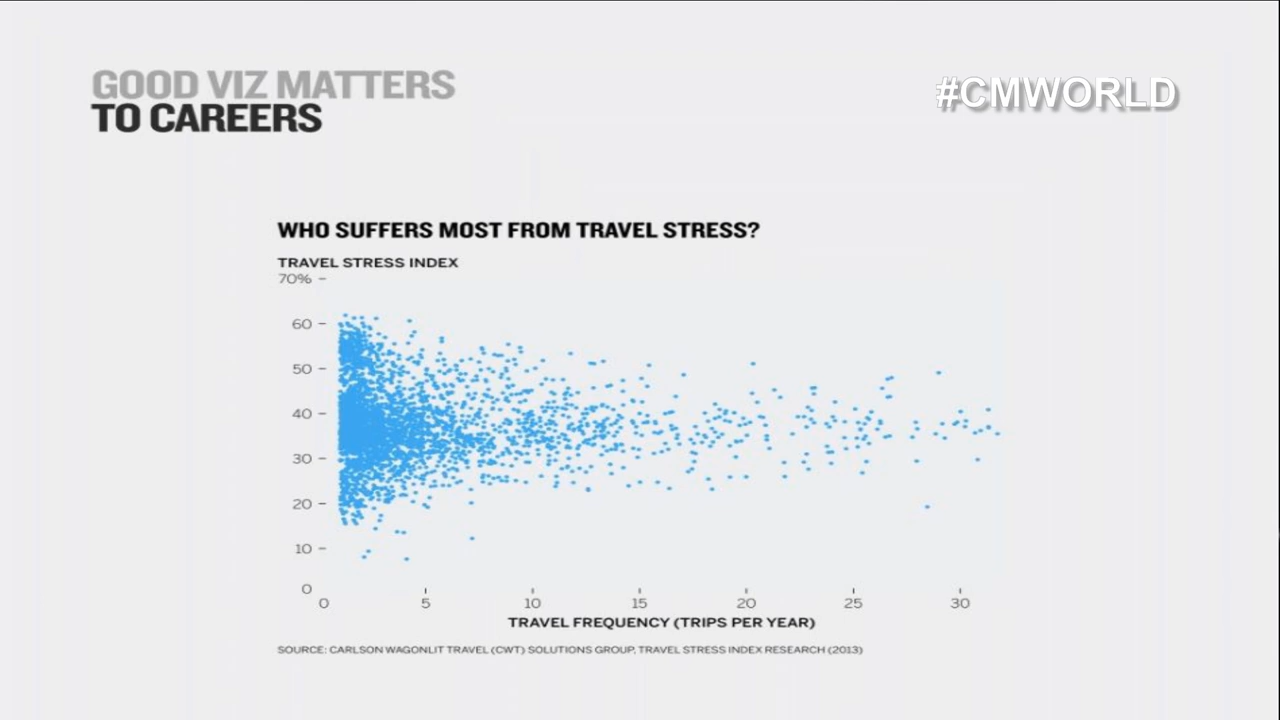 GOOD VIZ MATTERS
TO CAREERS
#CMWORLD
WHO SUFFERS MOST FROM TRAVEL STRESS?
TRAVEL STRESS INDEX
70%
60
50
40
30
20
10
0
0 5 10 15 20 25 30
TRAVEL FREQUENCY (TRIPS PER YEAR)
SOURCE: CARLSON WAGONLIT TRAVEL (CWT) SOLUTIONS GROUP, TRAVEL STRESS INDEX RESEARCH (2013)